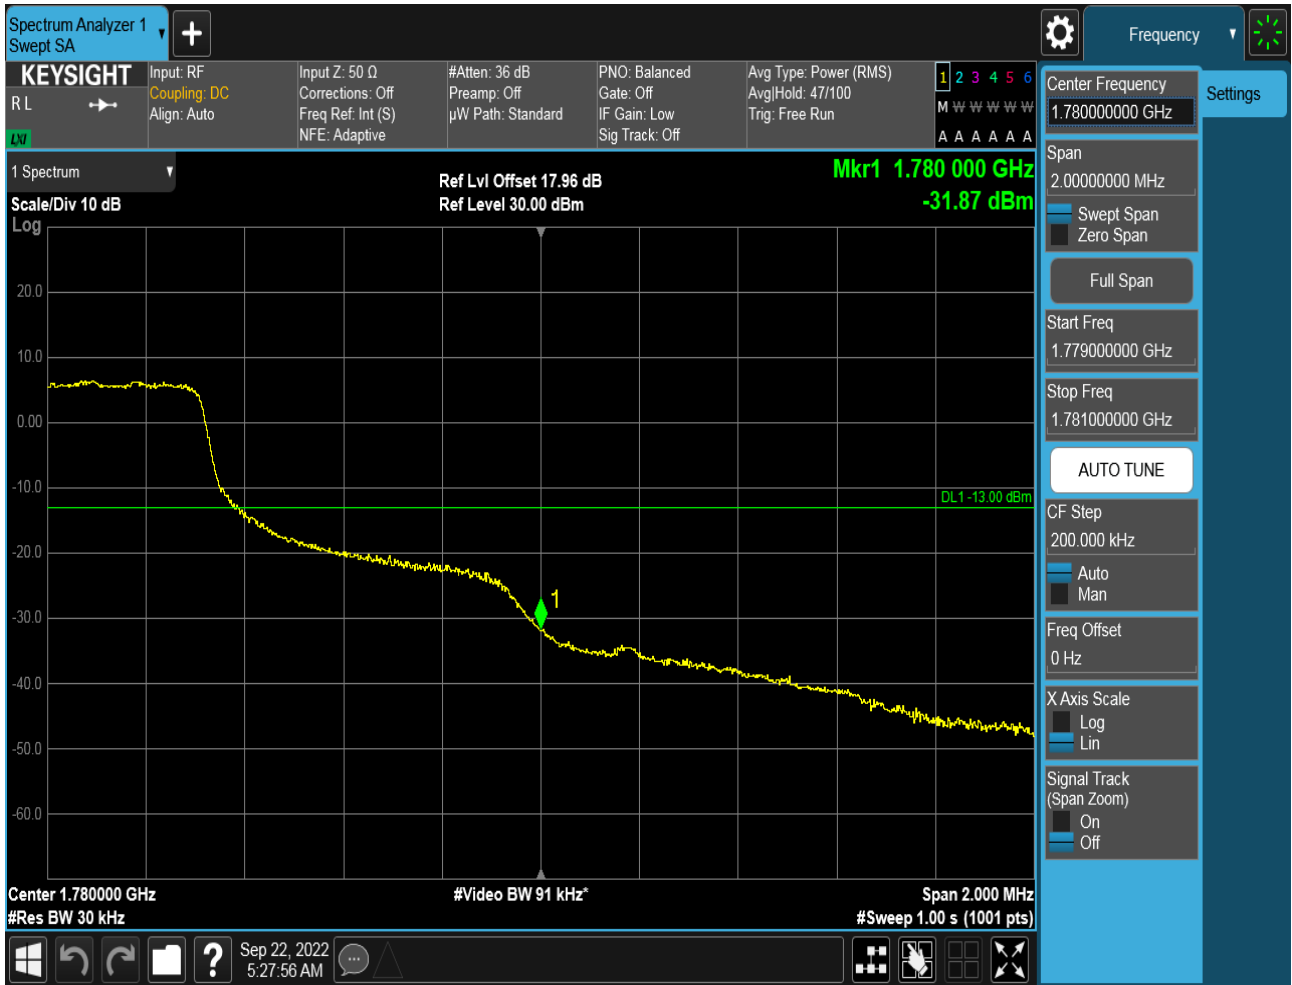 Spectrum Analyzer 1
Swept SA
Frequency
KEYSIGHT
R L
LXI
Input: RF
Coupling: DC
Align: Auto
Input Z: 50 Ω
Corrections: Off
Freq Ref: Int (S)
NFE: Adaptive
#Atten: 36 dB
Preamp: Off
µW Path: Standard
PNO: Balanced
Gate: Off
IF Gain: Low
Sig Track: Off
Avg Type: Power (RMS)
Avg|Hold: 47/100
Trig: Free Run
1 2 3 4 5 6
M W W W W W
A A A A A A
1 Spectrum
Scale/Div 10 dB
Log
Ref Lvl Offset 17.96 dB
Ref Level 30.00 dBm
Mkr1 1.780 000 GHz
-31.87 dBm
20.0
10.0
0.00
-10.0
-20.0
-30.0
-40.0
-50.0
-60.0
DL1 -13.00 dBm
1
Center 1.780000 GHz
#Res BW 30 kHz
#Video BW 91 kHz*
Span 2.000 MHz
#Sweep 1.00 s (1001 pts)
Center Frequency
1.780000000 GHz
Settings
Span
2.00000000 MHz
Swept Span
Zero Span
Full Span
Start Freq
1.779000000 GHz
Stop Freq
1.781000000 GHz
AUTO TUNE
CF Step
200.000 kHz
Auto
Man
Freq Offset
0 Hz
X Axis Scale
Log
Lin
Signal Track
(Span Zoom)
On
Off
?
Sep 22, 2022
5:27:56 AM